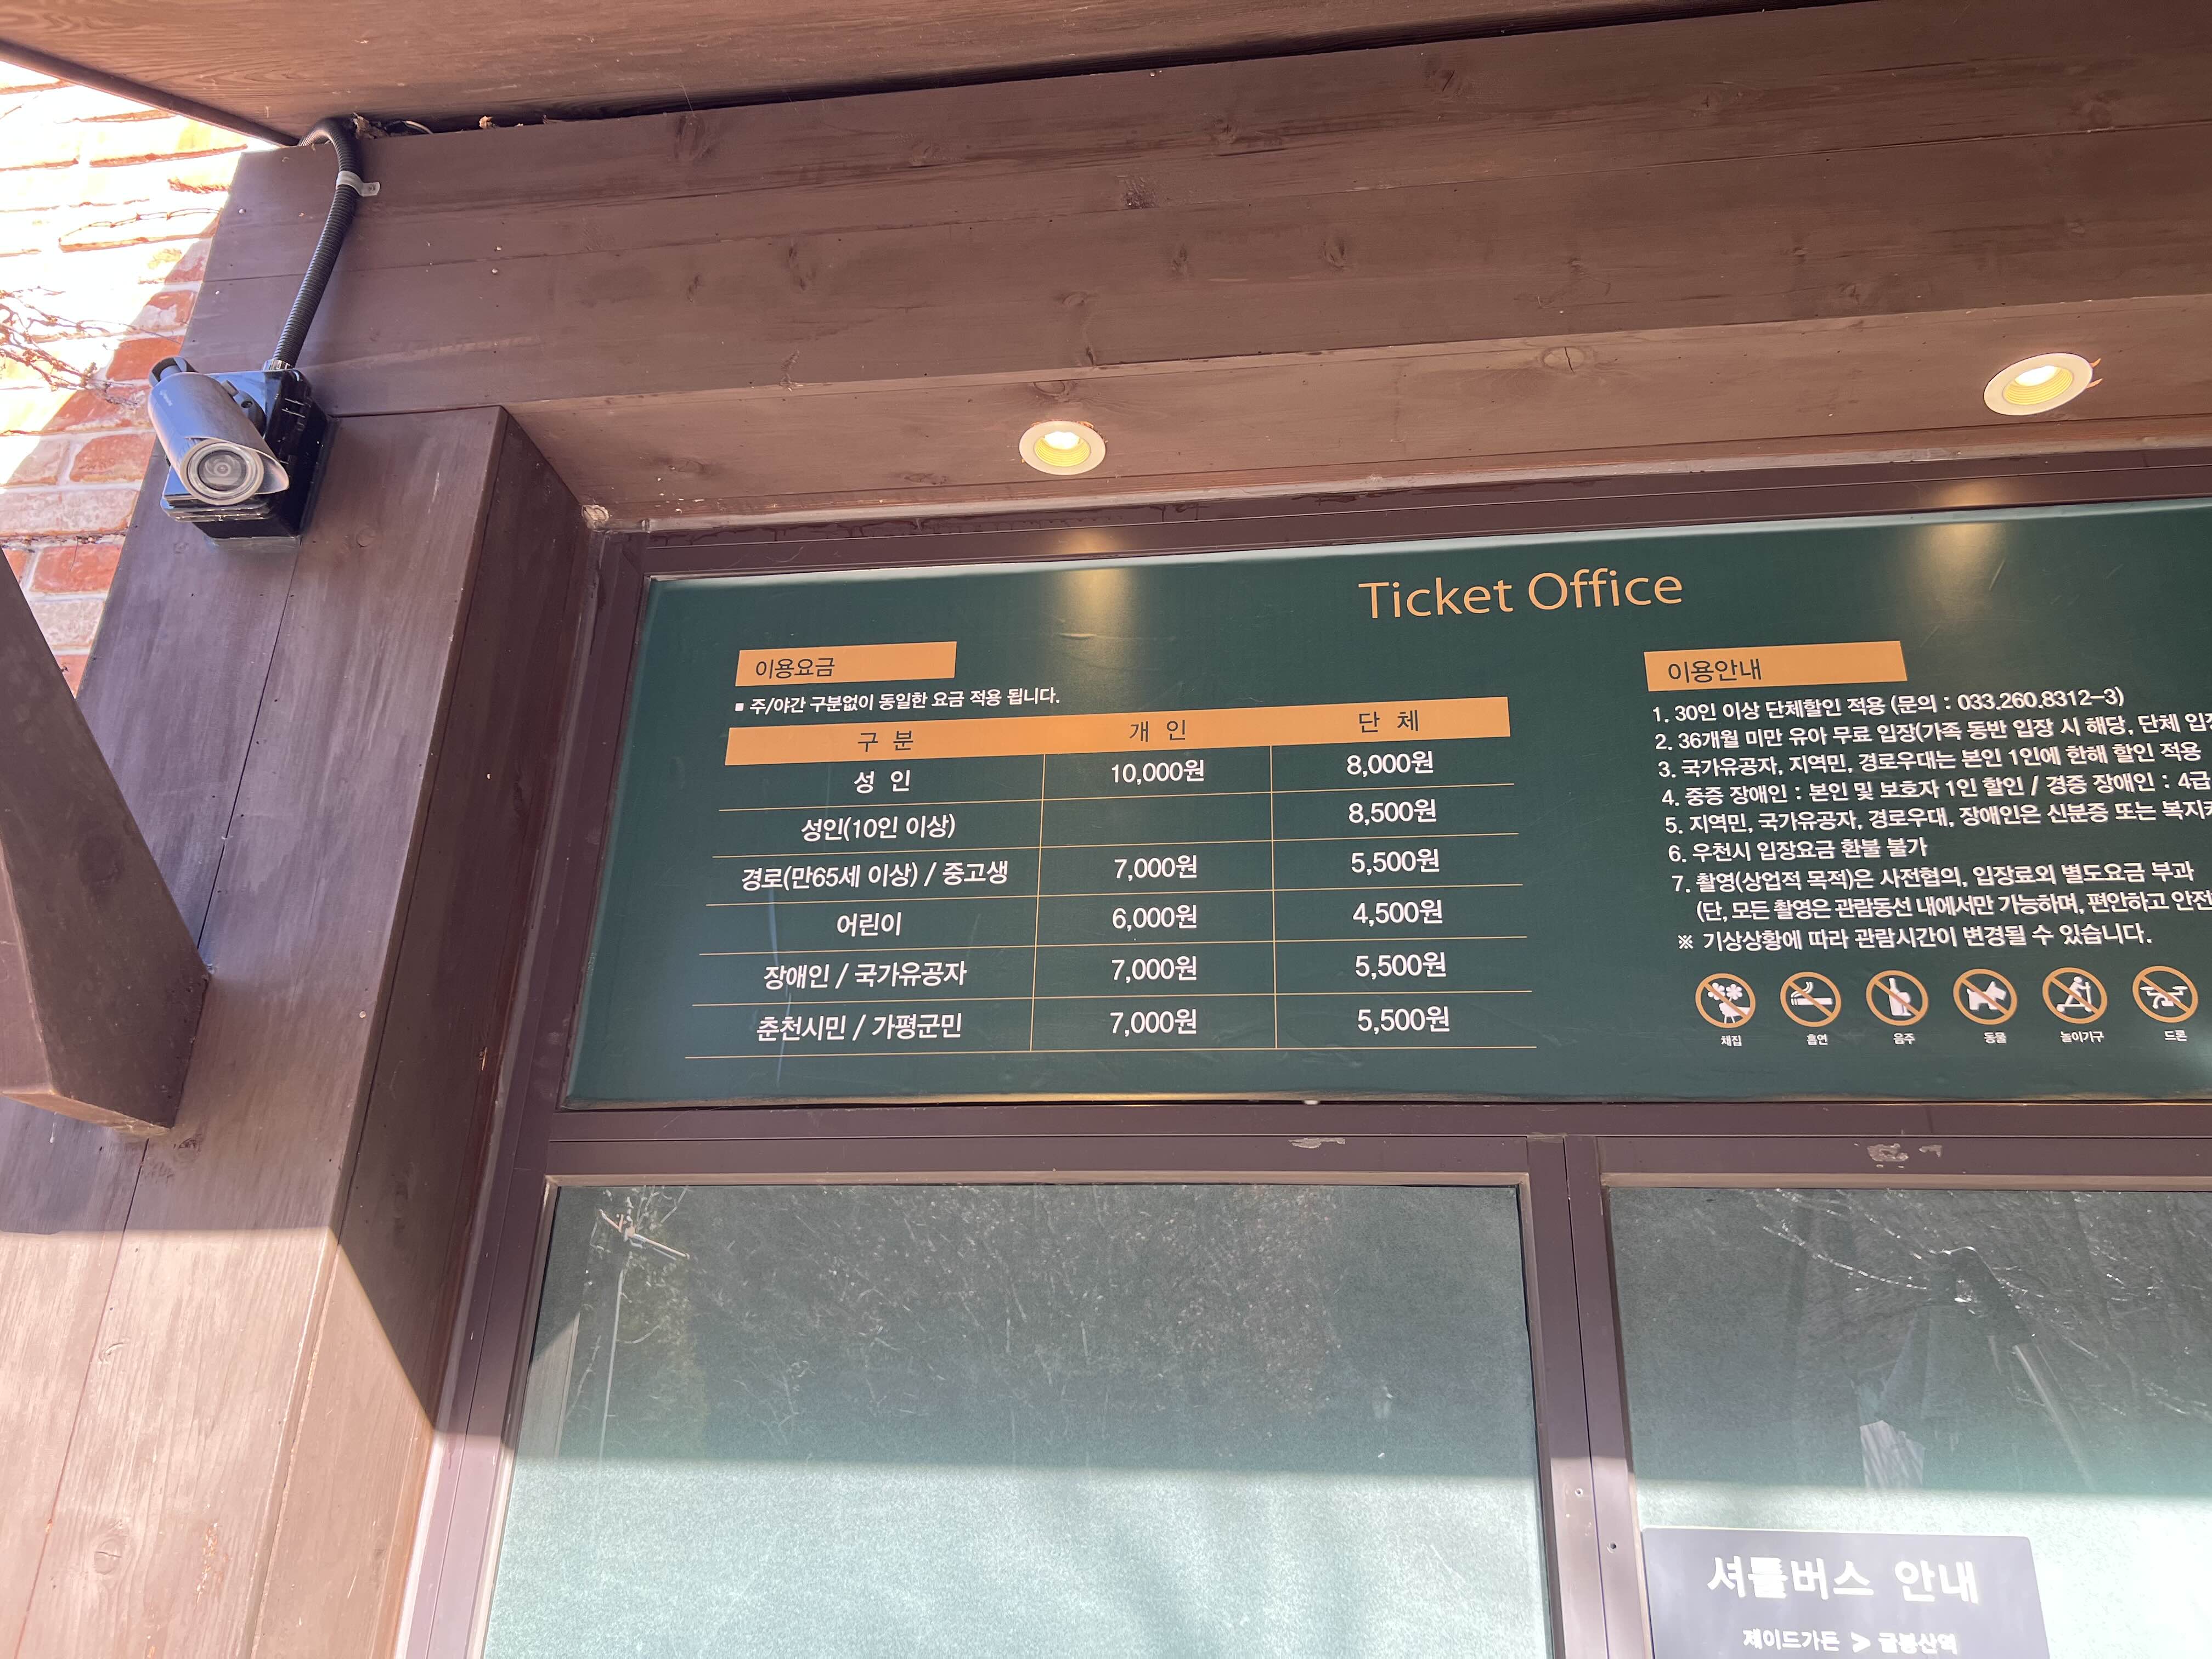 Ticket Office
이용요금
■ 주/야간 구분없이 동일한 요금 적용 됩니다.
구 분 개 인 단 체
성 인 10,000원 8,000원
성인(10인 이상) 8,500원
경로(만65세 이상) / 중고생 7,000원 5,500원
어린이 6,000원 4,500원
장애인 / 국가유공자 7,000원 5,500원
춘천시민 / 가평군민 7,000원 5,500원
이용안내
1. 30인 이상 단체할인 적용 (문의 : 033.260.8312-3)
2. 36개월 미만 유아 무료 입장(가족 동반 입장 시 해당, 단체
3. 국가유공자, 지역민, 경로우대는 본인 1인에 한해 할인 적용
4. 중증 장애인 : 본인 및 보호자 1인 할인 / 경증 장애인 : 4급
5. 지역민, 국가유공자, 경로우대, 장애인은 신분증 또는
6. 우천시 입장요금 환불 불가
7. 촬영(상업적 목적)은 사전협의, 입장료외 별도요금 부과
(단, 모든 촬영은 관람동선 내에서만 가능하며, 편안하고
※ 기상상황에 따라 관람시간이 변경될 수 있습니다.
채집 흡연 음주 동물 놀이기구 드론
셔틀버스 안내
제이드가든 > 굴봉산역